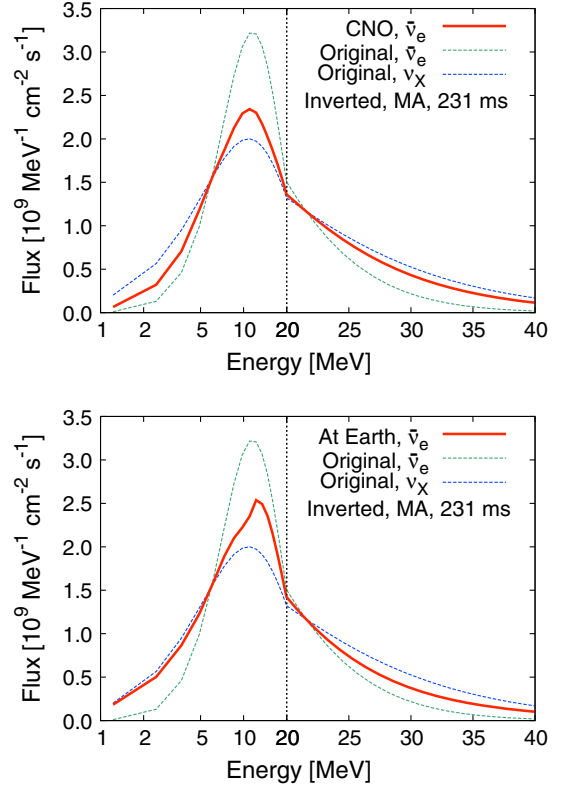 3.5
3.0
2.5
2.0
1.5
1.0
0.5
0.0
Flux [10⁹ MeV⁻¹ cm⁻² s⁻¹]
CNO, ν̄e
Original, ν̄e
Original, νX
Inverted, MA, 231 ms
1 2 5 10 20 25 30 35 40
Energy [MeV]
3.5
3.0
2.5
2.0
1.5
1.0
0.5
0.0
Flux [10⁹ MeV⁻¹ cm⁻² s⁻¹]
At Earth, ν̄e
Original, ν̄e
Original, νX
Inverted, MA, 231 ms
1 2 5 10 20 25 30 35 40
Energy [MeV]